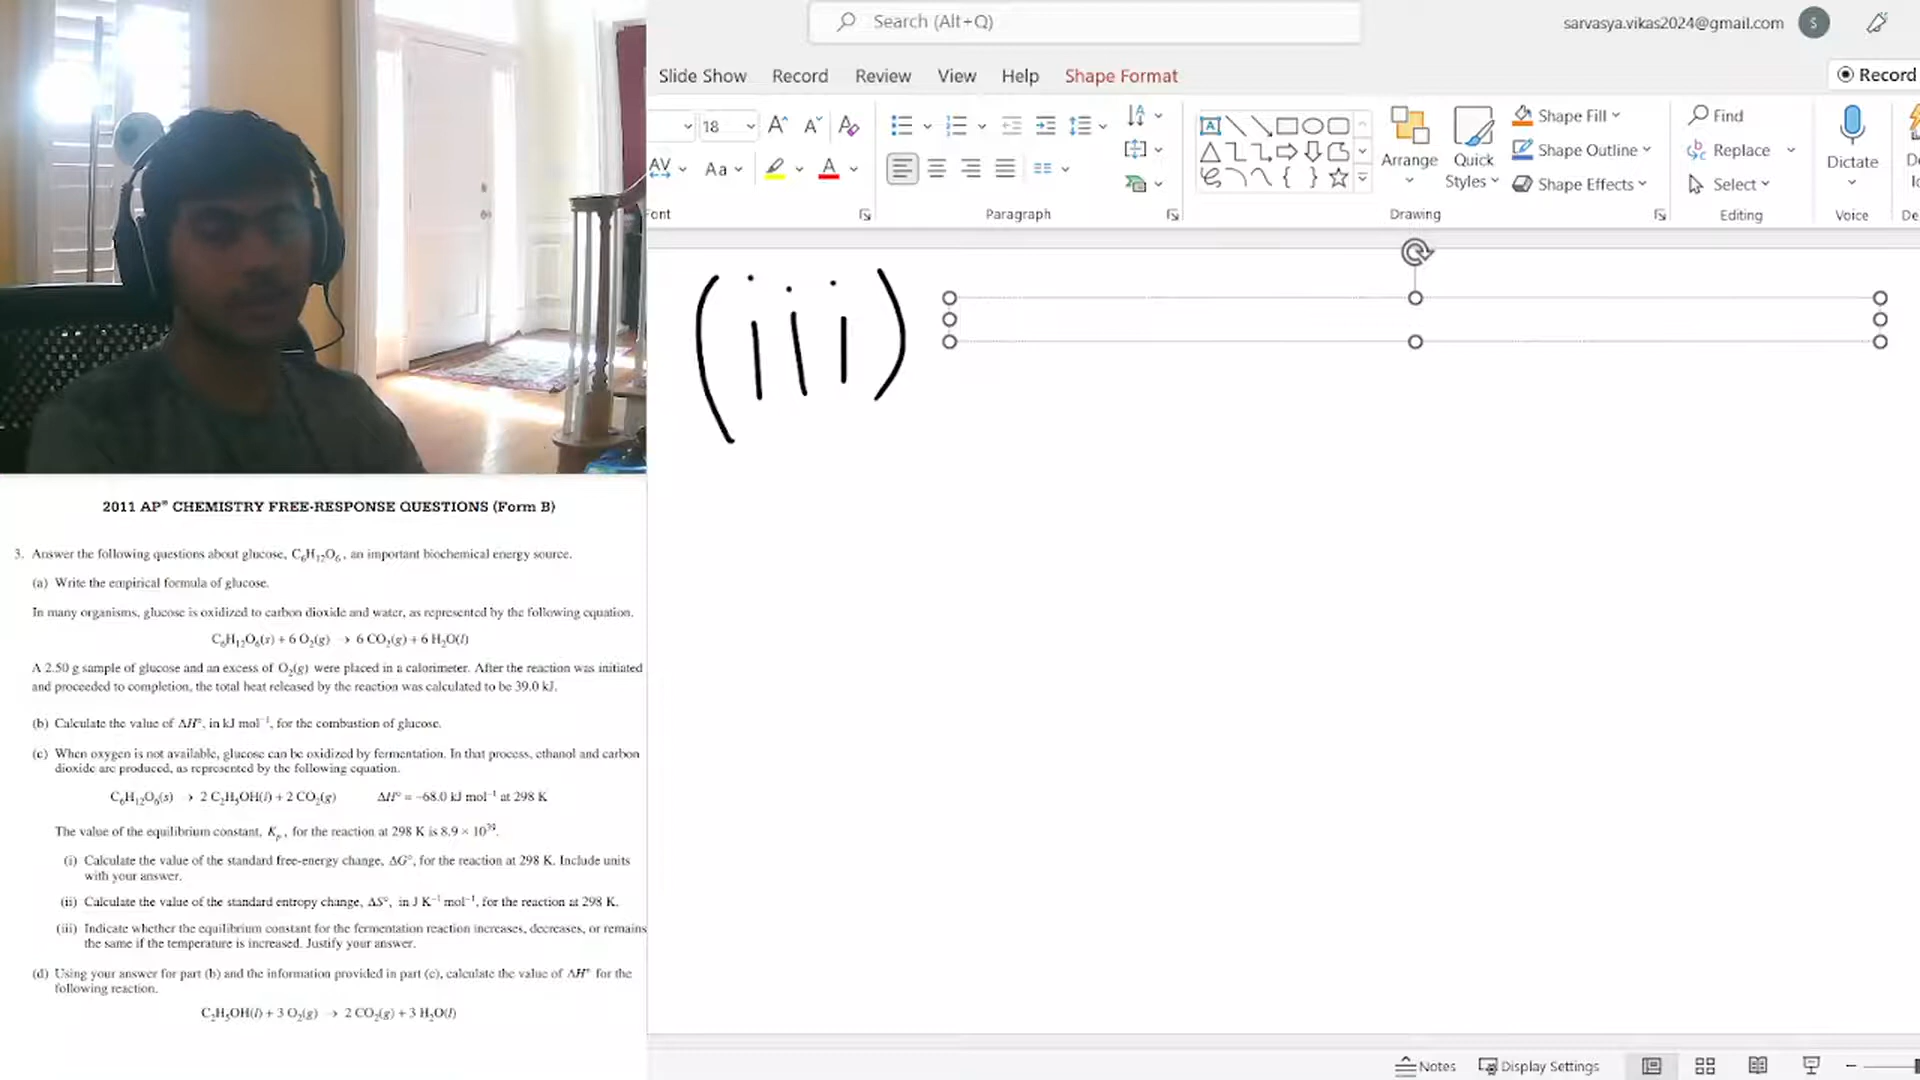 Search (Alt+Q)
sarvasya.vikas2024@gmail.com S
Slide Show Record Review View Help Shape Format
Record
18
Aa
Font
Paragraph
Arrange
Quick Styles
Shape Fill
Shape Outline
Shape Effects
Drawing
Find
Replace
Select
Editing
Dictate
Voice
(iii)
2011 AP® CHEMISTRY FREE-RESPONSE QUESTIONS (Form B)
3. Answer the following questions about glucose, C₆H₁₂O₆, an important biochemical energy source.
(a) Write the empirical formula of glucose.
In many organisms, glucose is oxidized to carbon dioxide and water, as represented by the following equation.
C₆H₁₂O₆(s) + 6 O₂(g) → 6 CO₂(g) + 6 H₂O(l)
A 2.50 g sample of glucose and an excess of O₂(g) were placed in a calorimeter. After the reaction was initiated
and proceeded to completion, the total heat released by the reaction was calculated to be 39.0 kJ.
(b) Calculate the value of ΔH°, in kJ mol⁻¹, for the combustion of glucose.
(c) When oxygen is not available, glucose can be oxidized by fermentation. In that process, ethanol and carbon
dioxide are produced, as represented by the following equation.
C₆H₁₂O₆(s) → 2 C₂H₅OH(l) + 2 CO₂(g) ΔH° = −68.0 kJ mol⁻¹ at 298 K
The value of the equilibrium constant, Kₚ, for the reaction at 298 K is 8.9 × 10³⁹.
(i) Calculate the value of the standard free-energy change, ΔG°, for the reaction at 298 K. Include units
with your answer.
(ii) Calculate the value of the standard entropy change, ΔS°, in J K⁻¹ mol⁻¹, for the reaction at 298 K.
(iii) Indicate whether the equilibrium constant for the fermentation reaction increases, decreases, or remains
the same if the temperature is increased. Justify your answer.
(d) Using your answer for part (b) and the information provided in part (c), calculate the value of ΔH° for the
following reaction.
C₂H₅OH(l) + 3 O₂(g) → 2 CO₂(g) + 3 H₂O(l)
Notes Display Settings